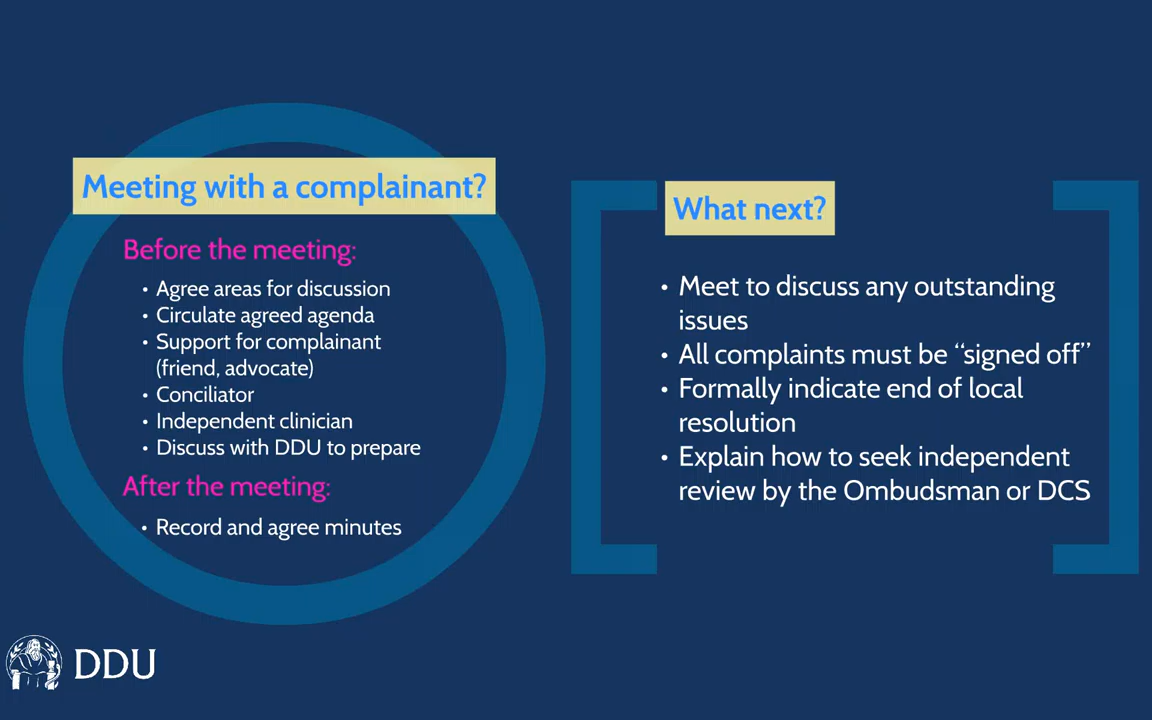 Meeting with a complainant?
Before the meeting:
• Agree areas for discussion
• Circulate agreed agenda
• Support for complainant
(friend, advocate)
• Conciliator
• Independent clinician
• Discuss with DDU to prepare
After the meeting:
• Record and agree minutes
What next?
• Meet to discuss any outstanding
issues
• All complaints must be “signed off”
• Formally indicate end of local
resolution
• Explain how to seek independent
review by the Ombudsman or DCS
DDU